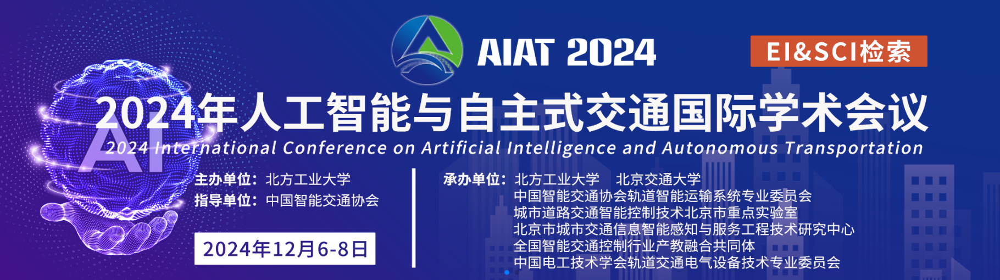 AIAT 2024
EI&SCI检索
2024年人工智能与自主式交通国际学术会议
AI
2024 International Conference on Artificial Intelligence and Autonomous Transportation
主办单位：北方工业大学
指导单位：中国智能交通协会
2024年12月6-8日
承办单位：北方工业大学 北京交通大学
中国智能交通协会轨道智能运输系统专业委员会
城市道路交通智能控制技术北京市重点实验室
北京市城市交通信息智能感知与服务工程技术研究中心
全国智能交通控制行业产教融合共同体
中国电工技术学会轨道交通电气设备技术专业委员会